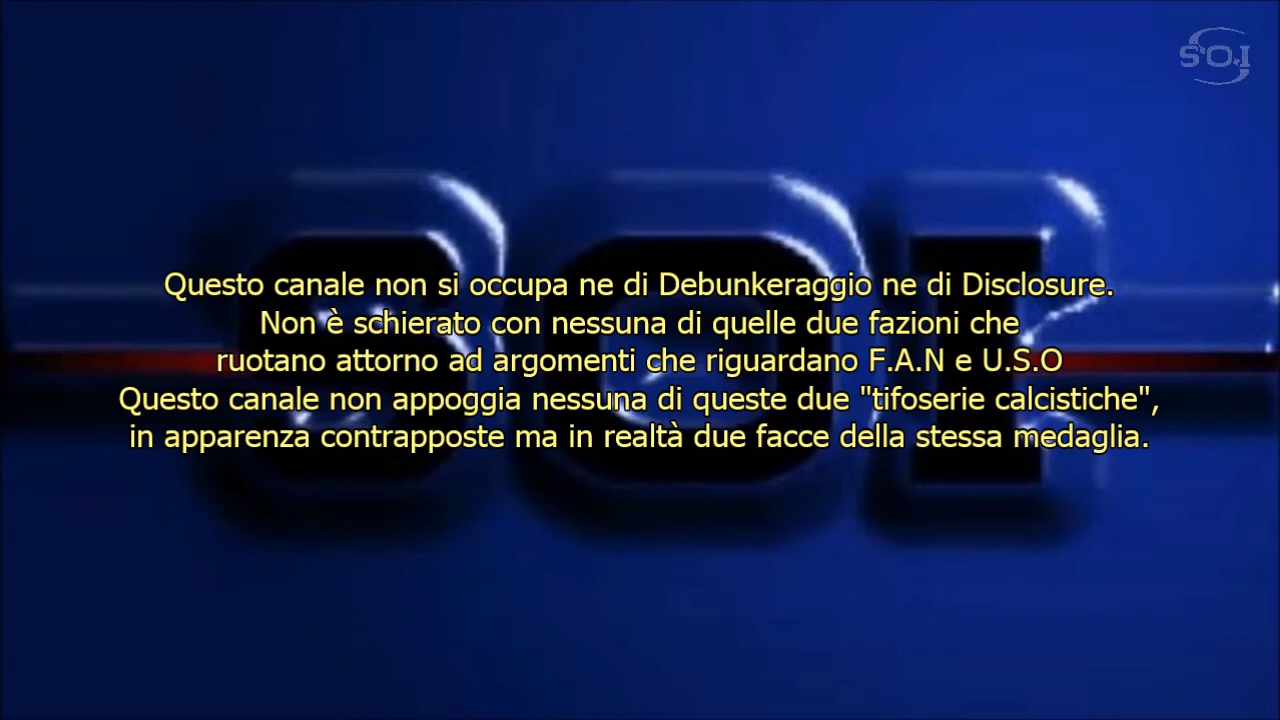 S.O.I
SOI
Questo canale non si occupa ne di Debunkeraggio ne di Disclosure.
Non è schierato con nessuna di quelle due fazioni che
ruotano attorno ad argomenti che riguardano F.A.N e U.S.O
Questo canale non appoggia nessuna di queste due "tifoserie calcistiche",
in apparenza contrapposte ma in realtà due facce della stessa medaglia.